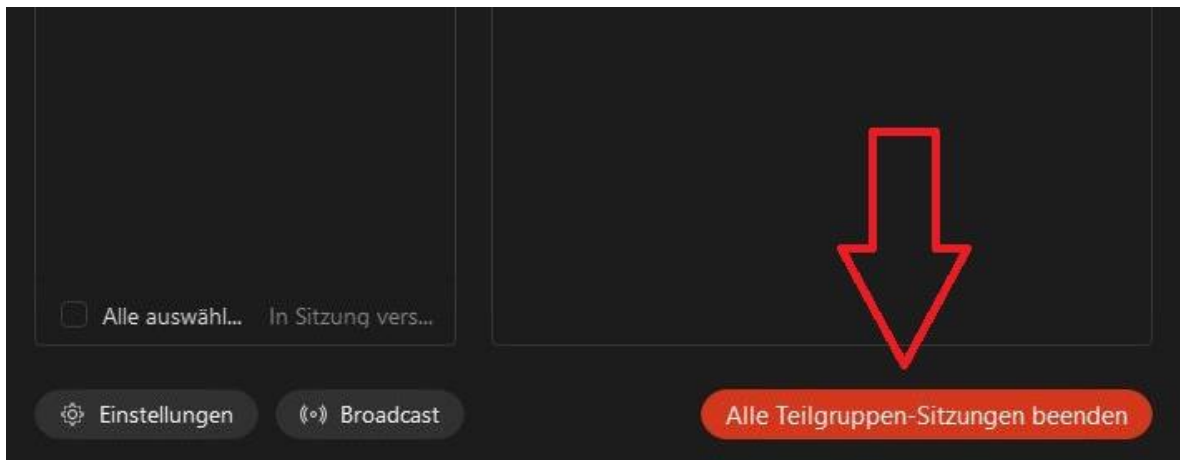 Alle auswähl... In Sitzung vers...
Einstellungen Broadcast Alle Teilgruppen-Sitzungen beenden